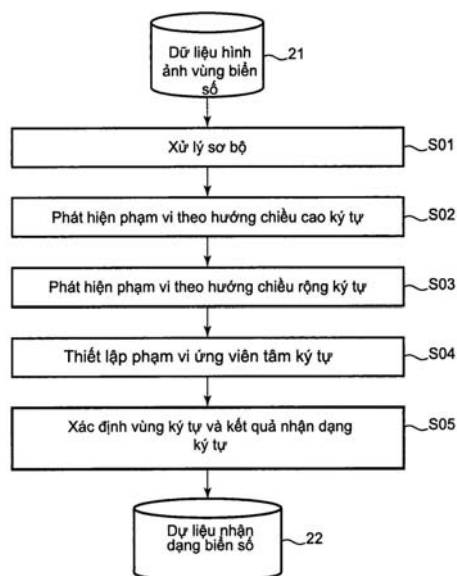 Dữ liệu hình
ảnh vùng biển
số
21
Xử lý sơ bộ
S01
Phát hiện phạm vi theo hướng chiều cao ký tự
S02
Phát hiện phạm vi theo hướng chiều rộng ký tự
S03
Thiết lập phạm vi ứng viên tâm ký tự
S04
Xác định vùng ký tự và kết quả nhận dạng
ký tự
S05
Dự liệu nhận
dạng biển số
22